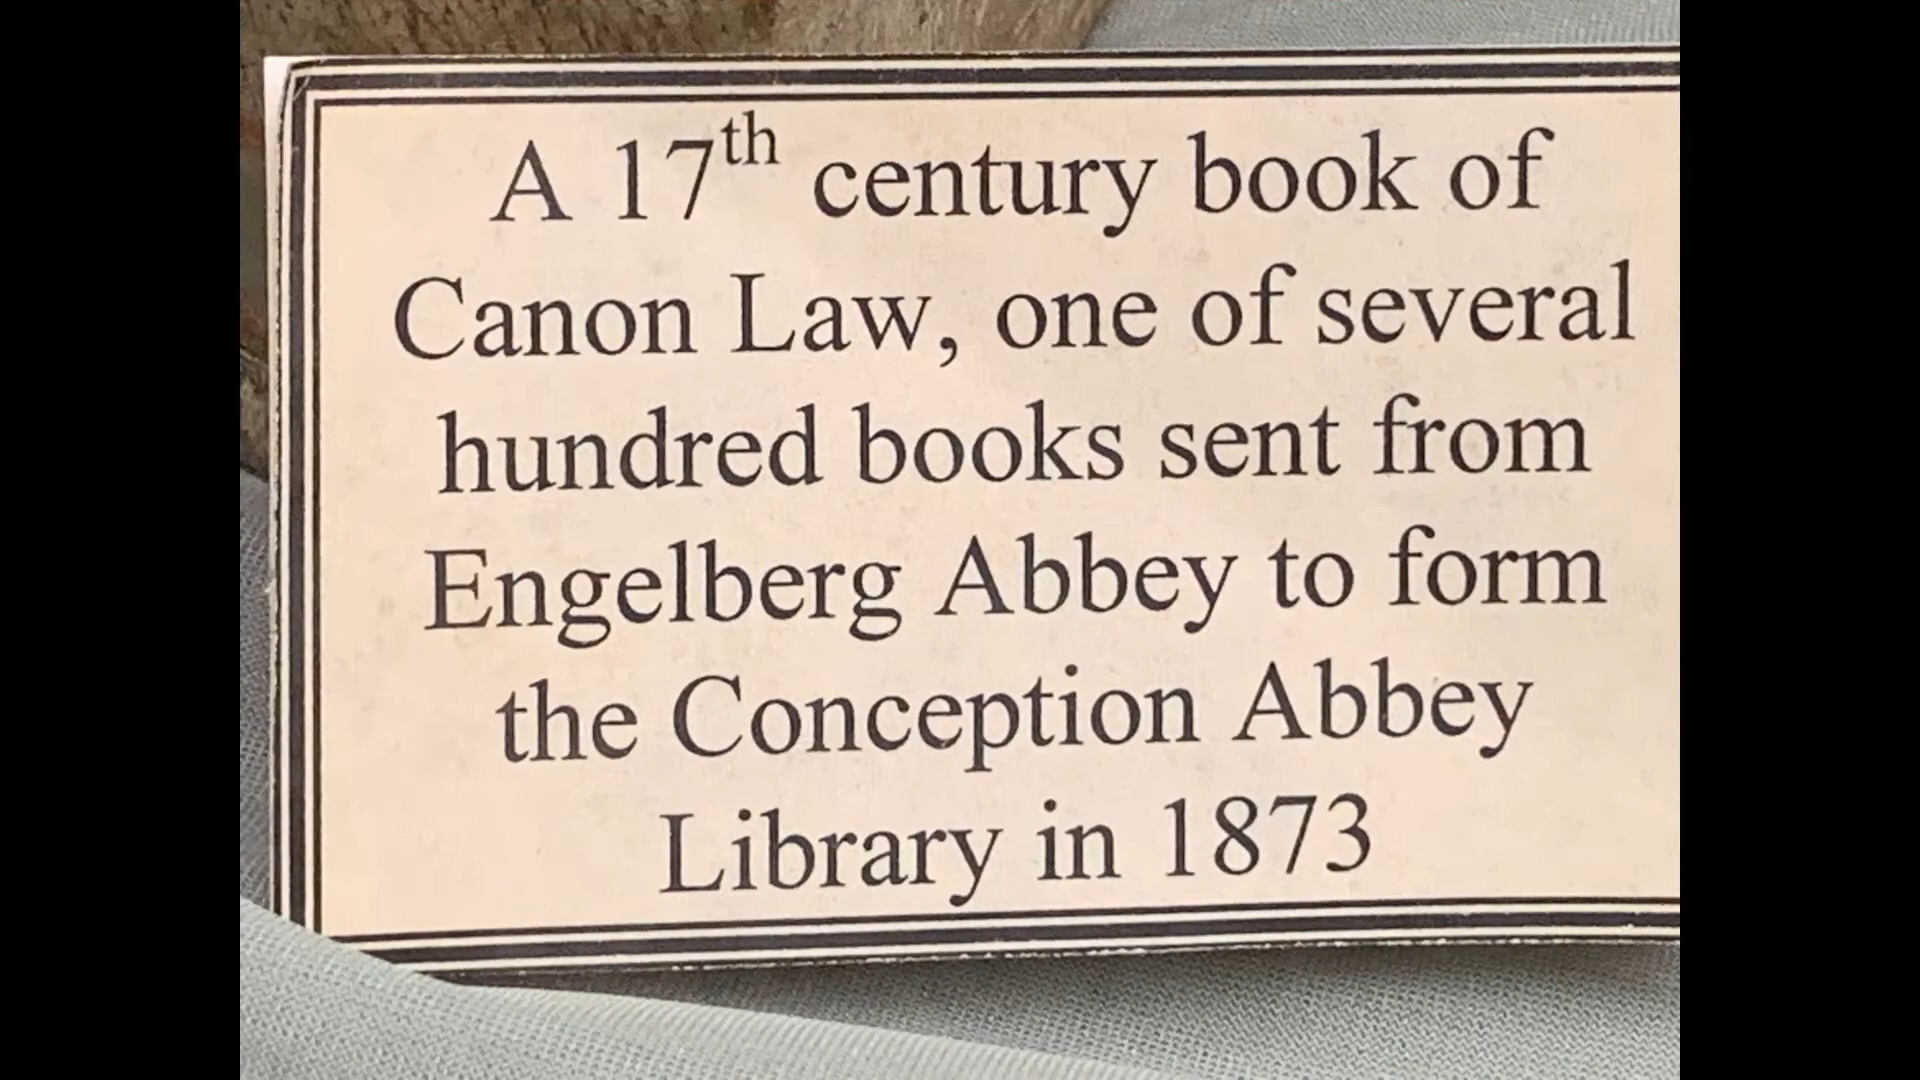 A 17th century book of
Canon Law, one of several
hundred books sent from
Engelberg Abbey to form
the Conception Abbey
Library in 1873